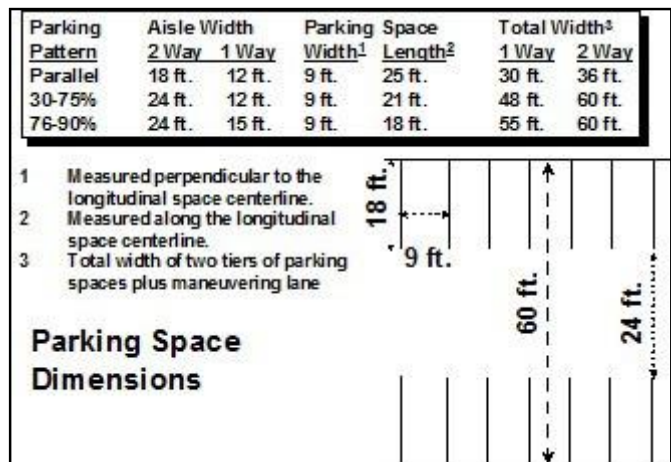 Parking Aisle Width Parking Space Total Width³
Pattern 2 Way 1 Way Width¹ Length² 1 Way 2 Way
Parallel 18 ft. 12 ft. 9 ft. 25 ft. 30 ft. 36 ft.
30-75% 24 ft. 12 ft. 9 ft. 21 ft. 48 ft. 60 ft.
76-90% 24 ft. 15 ft. 9 ft. 18 ft. 55 ft. 60 ft.
1 Measured perpendicular to the
longitudinal space centerline.
2 Measured along the longitudinal
space centerline.
3 Total width of two tiers of parking
spaces plus maneuvering lane
18 ft.
9 ft.
60 ft.
24 ft.
Parking Space
Dimensions